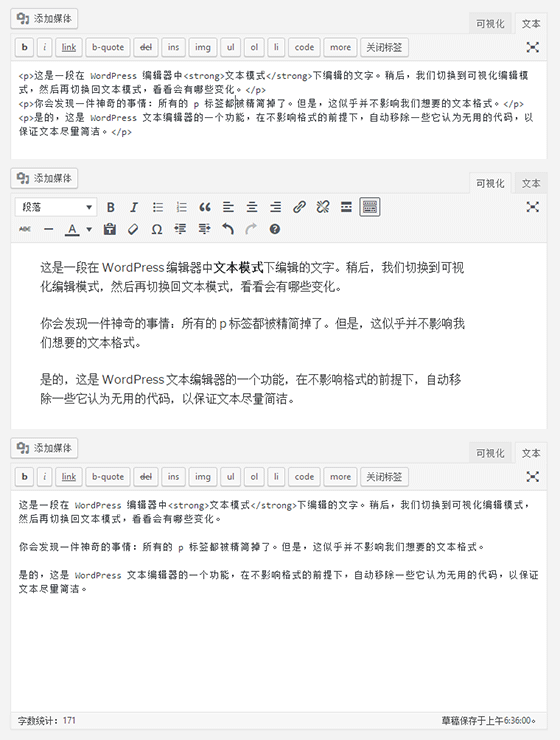 添加媒体
可视化 文本
b i link b-quote del ins img ul ol li code more 关闭标签
<p>这是一段在 WordPress 编辑器中<strong>文本模式</strong>下编辑的文字。稍后，我们切换到可视化编辑模
式，然后再切换回文本模式，看看会有哪些变化。</p>
<p>你会发现一件神奇的事情：所有的 p 标签都被精简掉了。但是，这似乎并不影响我们想要的文本格式。</p>
<p>是的，这是 WordPress 文本编辑器的一个功能，在不影响格式的前提下，自动移除一些它认为无用的代码，以
保证文本尽量简洁。</p>
添加媒体
可视化 文本
段落 B I
ABC A Ω
这是一段在 WordPress 编辑器中文本模式下编辑的文字。稍后，我们切换到可视
化编辑模式，然后再切换回文本模式，看看会有哪些变化。
你会发现一件神奇的事情：所有的 p 标签都被精简掉了。但是，这似乎并不影响我
们想要的文本格式。
是的，这是 WordPress 文本编辑器的一个功能，在不影响格式的前提下，自动移
除一些它认为无用的代码，以保证文本尽量简洁。
添加媒体
可视化 文本
b i link b-quote del ins img ul ol li code more 关闭标签
这是一段在 WordPress 编辑器中<strong>文本模式</strong>下编辑的文字。稍后，我们切换到可视化编辑模式，
然后再切换回文本模式，看看会有哪些变化。
你会发现一件神奇的事情：所有的 p 标签都被精简掉了。但是，这似乎并不影响我们想要的文本格式。
是的，这是 WordPress 文本编辑器的一个功能，在不影响格式的前提下，自动移除一些它认为无用的代码，以保证
文本尽量简洁。
字数统计：171 草稿保存于上午6:36:00。